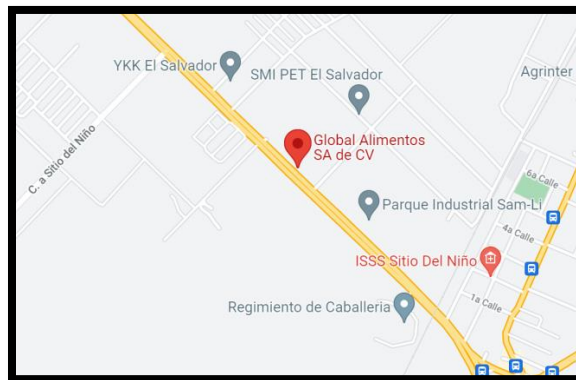 YKK El Salvador
SMI PET El Salvador
Agrinter
Global Alimentos
SA de CV
C. a Sitio del Niño
6a Calle
Parque Industrial Sam-Li
4a Calle
ISSS Sitio Del Niño
1a Calle
Regimiento de Caballeria